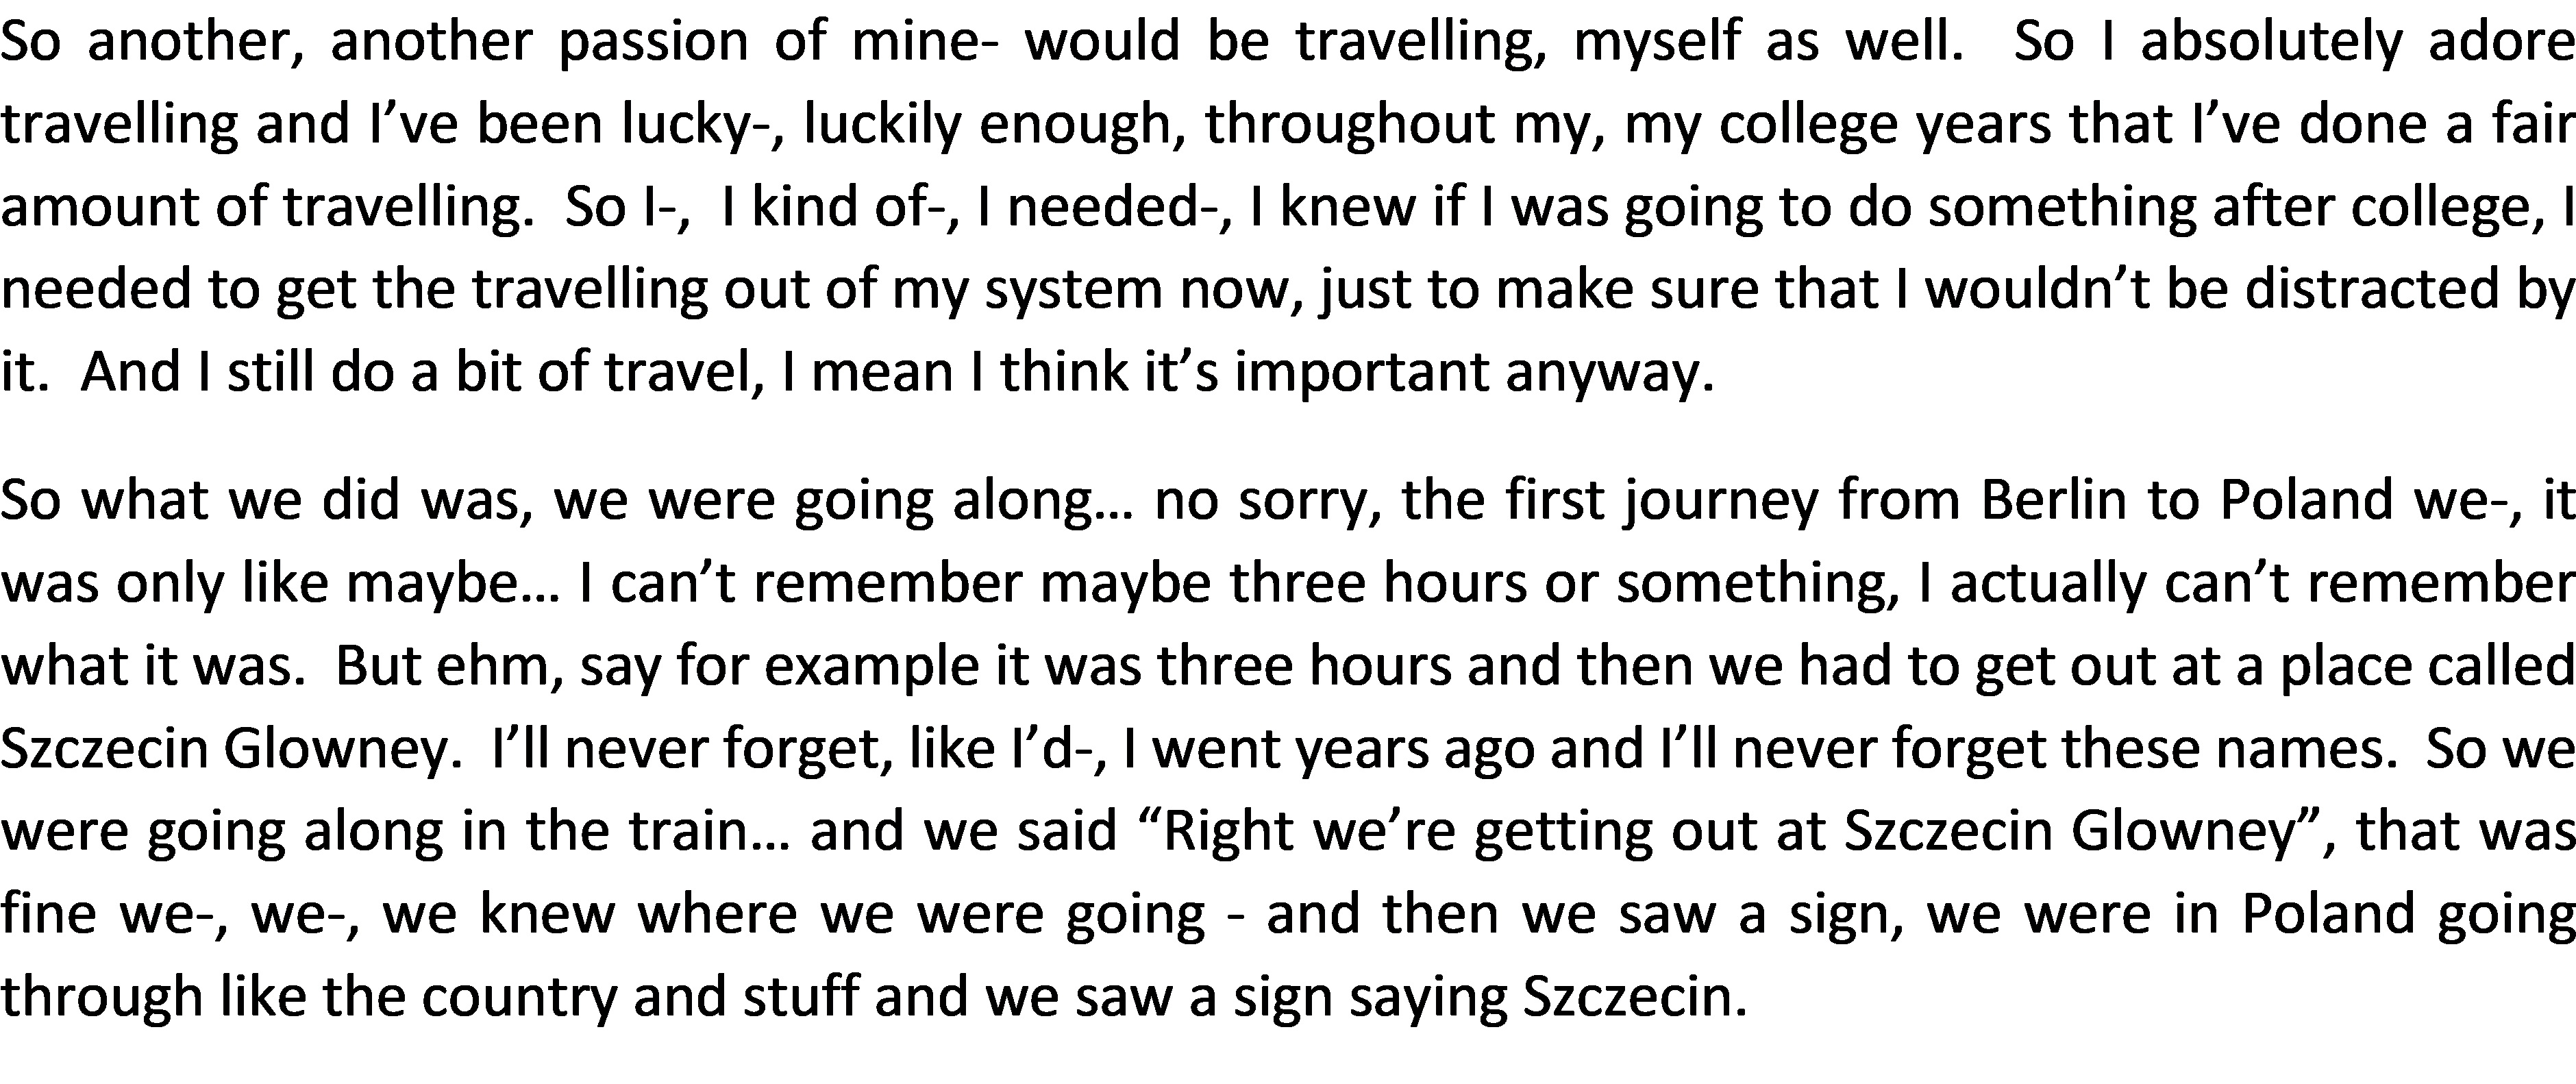 So another, another passion of mine- would be travelling, myself as well.  So I absolutely adore
travelling and I’ve been lucky-, luckily enough, throughout my, my college years that I’ve done a fair
amount of travelling.  So I-,  I kind of-, I needed-, I knew if I was going to do something after college, I
needed to get the travelling out of my system now, just to make sure that I wouldn’t be distracted by
it.  And I still do a bit of travel, I mean I think it’s important anyway.
So what we did was, we were going along… no sorry, the first journey from Berlin to Poland we-, it
was only like maybe… I can’t remember maybe three hours or something, I actually can’t remember
what it was.  But ehm, say for example it was three hours and then we had to get out at a place called
Szczecin Glowney.  I’ll never forget, like I’d-, I went years ago and I’ll never forget these names.  So we
were going along in the train… and we said “Right we’re getting out at Szczecin Glowney”, that was
fine we-, we-, we knew where we were going - and then we saw a sign, we were in Poland going
through like the country and stuff and we saw a sign saying Szczecin.